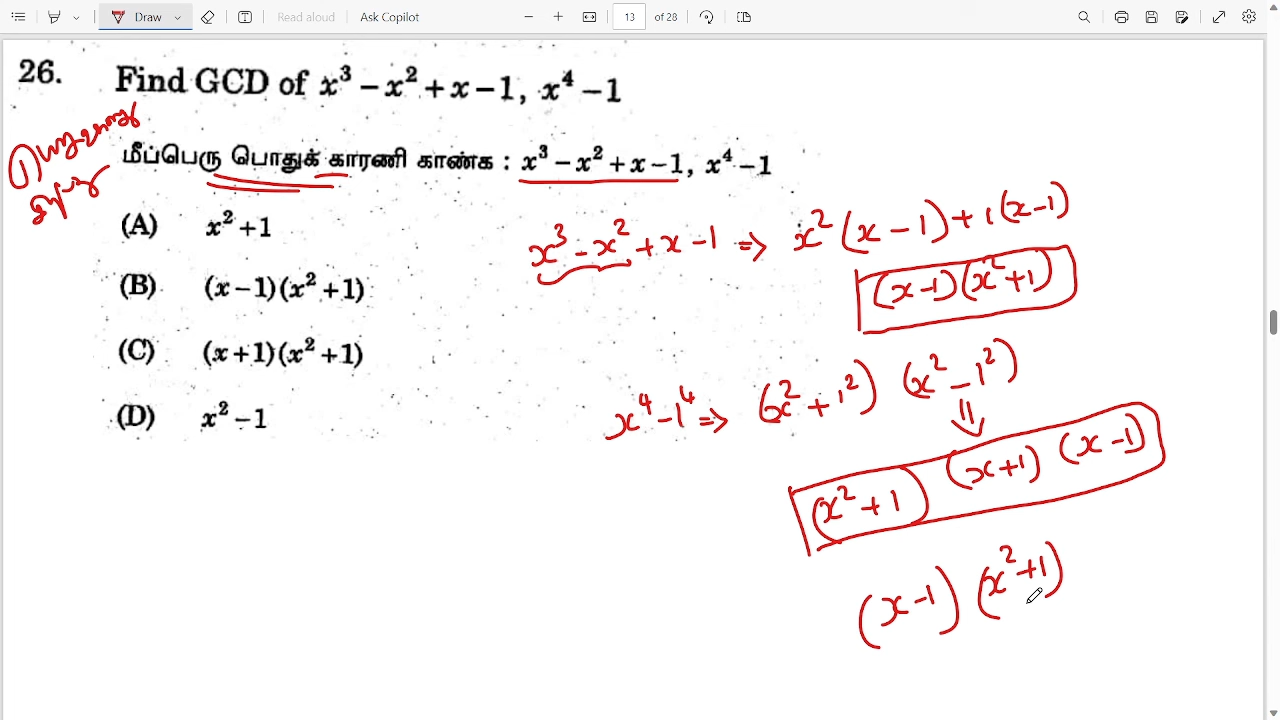 Draw Read aloud Ask Copilot 13 of 28
26. Find GCD of x³ − x² + x − 1, x⁴ − 1
மீப்பெரு பொதுக் காரணி காண்க : x³ − x² + x − 1, x⁴ − 1
(A) x² + 1
(B) (x − 1)(x² + 1)
(C) (x + 1)(x² + 1)
(D) x² − 1
x³ − x² + x − 1 => x² (x − 1) + 1 (x − 1)
(x − 1) (x² + 1)
x⁴ − 1⁴ => (x² + 1²) (x² − 1²)
(x² + 1) (x + 1) (x − 1)
(x − 1) (x² + 1)